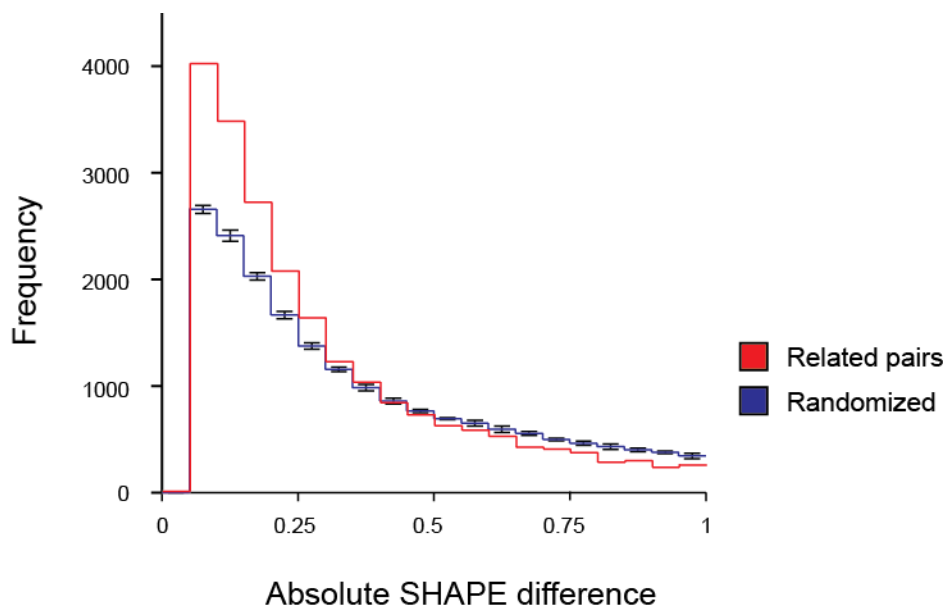 4000
3000
2000
1000
0
Frequency
0 0.25 0.5 0.75 1
Absolute SHAPE difference
Related pairs
Randomized